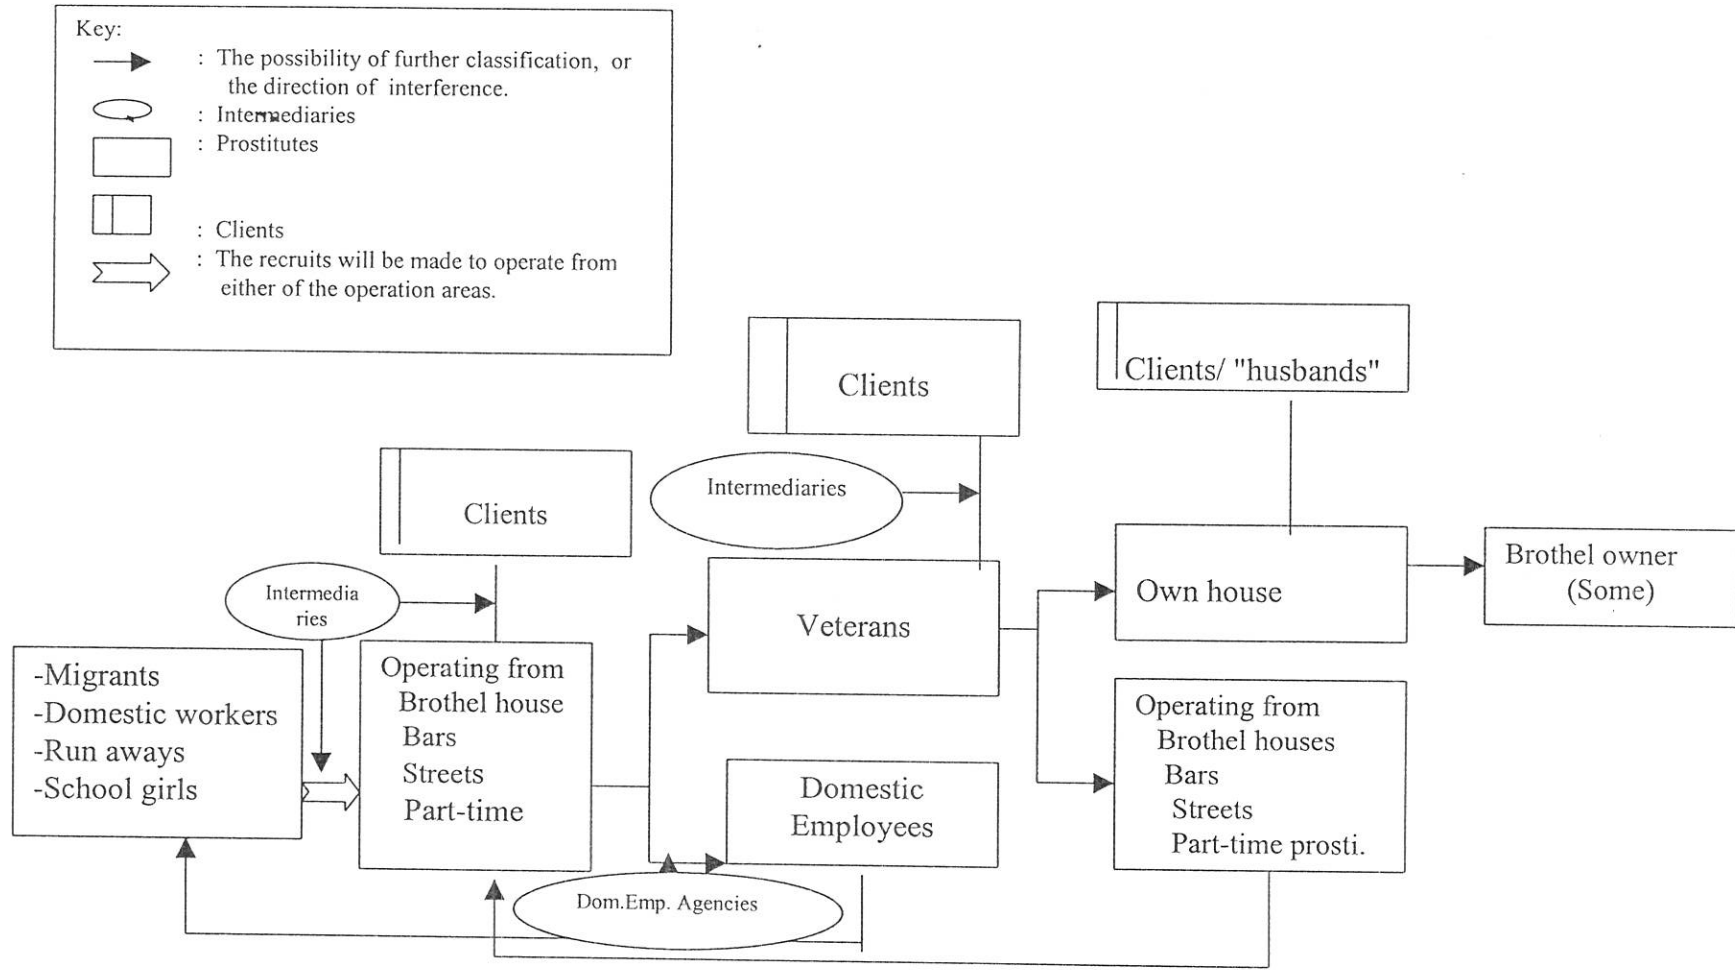 Key:
: The possibility of further classification, or
the direction of interference.
: Intermediaries
: Prostitutes
: Clients
: The recruits will be made to operate from
either of the operation areas.
Clients/ "husbands"
Clients
Intermediaries
Clients
Intermedia
ries
-Migrants
-Domestic workers
-Run aways
-School girls
Operating from
Brothel house
Bars
Streets
Part-time
Veterans
Domestic
Employees
Dom.Emp. Agencies
Own house
Brothel owner
(Some)
Operating from
Brothel houses
Bars
Streets
Part-time prosti.